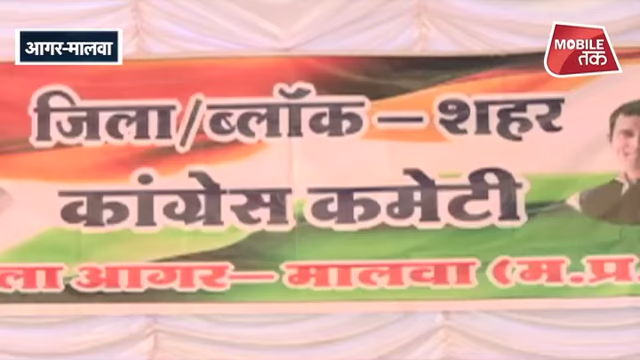 आगर-मालवा
MOBILE
तक
जिला/ब्लॉक – शहर
कांग्रेस कमेटी
ला आगर– मालवा (म.प्र